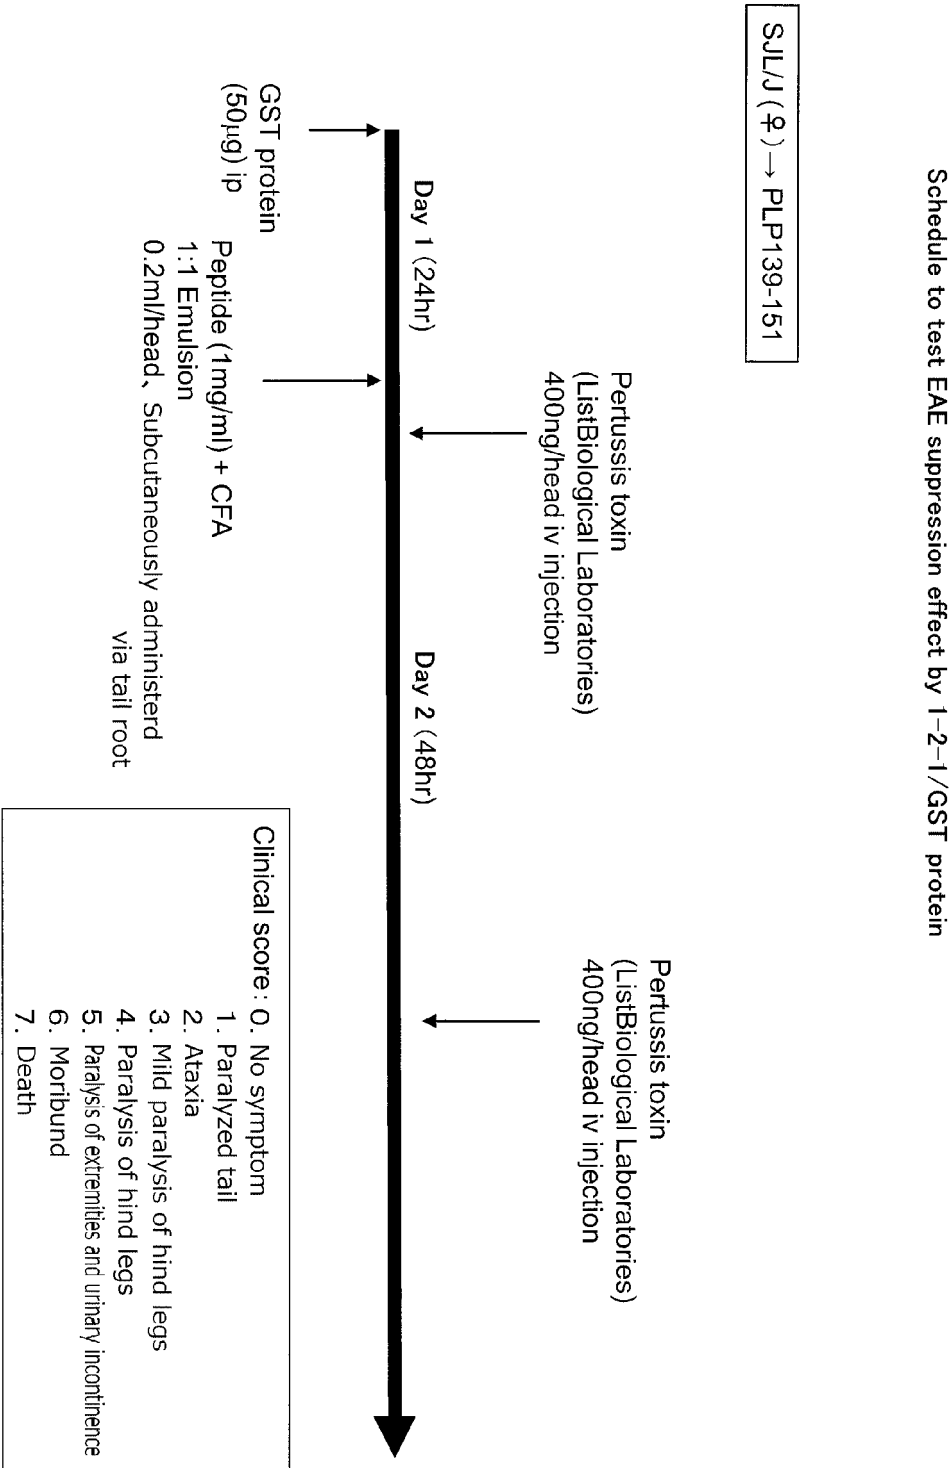 Schedule to test EAE suppression effect by 1-2-1/GST protein
SJL/J (♀) → PLP139-151
Pertussis toxin
(ListBiological Laboratories)
400ng/head iv injection
Pertussis toxin
(ListBiological Laboratories)
400ng/head iv injection
Day 1 (24hr)
Day 2 (48hr)
GST protein
(50μg) ip
Peptide (1mg/ml) + CFA
1:1 Emulsion
0.2ml/head、Subcutaneously administerd
via tail root
Clinical score : 0. No symptom
1. Paralyzed tail
2. Ataxia
3. Mild paralysis of hind legs
4. Paralysis of hind legs
5. Paralysis of extremities and urinary incontinence
6. Moribund
7. Death